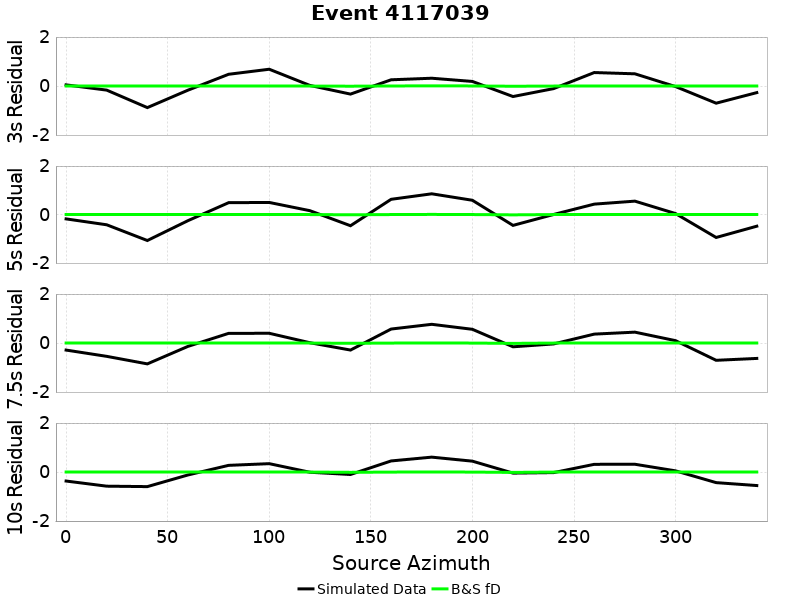 Event 4117039
3s Residual
2
0
-2
5s Residual
2
0
-2
7.5s Residual
2
0
-2
10s Residual
2
0
-2
0 50 100 150 200 250 300
Source Azimuth
Simulated Data B&S fD